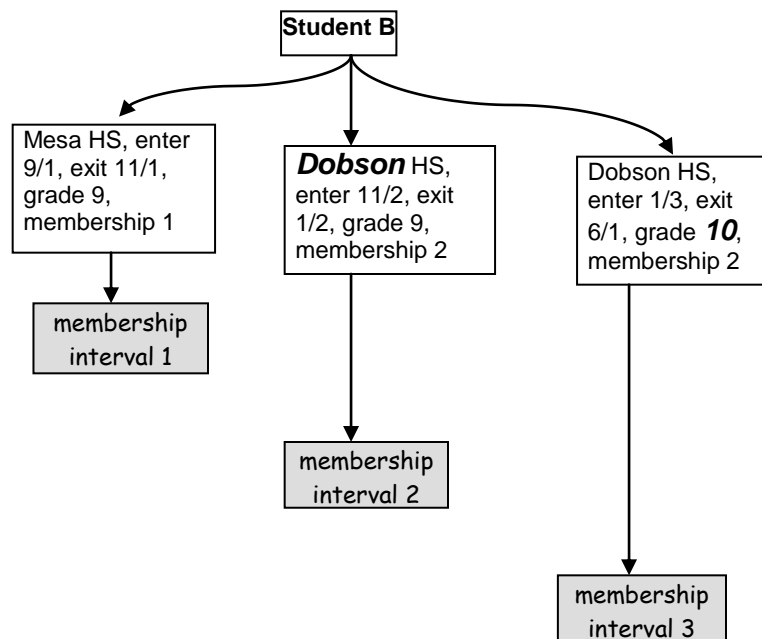 Student B
Mesa HS, enter
9/1, exit 11/1,
grade 9,
membership 1
Dobson HS,
enter 11/2, exit
1/2, grade 9,
membership 2
Dobson HS,
enter 1/3, exit
6/1, grade 10,
membership 2
membership
interval 1
membership
interval 2
membership
interval 3